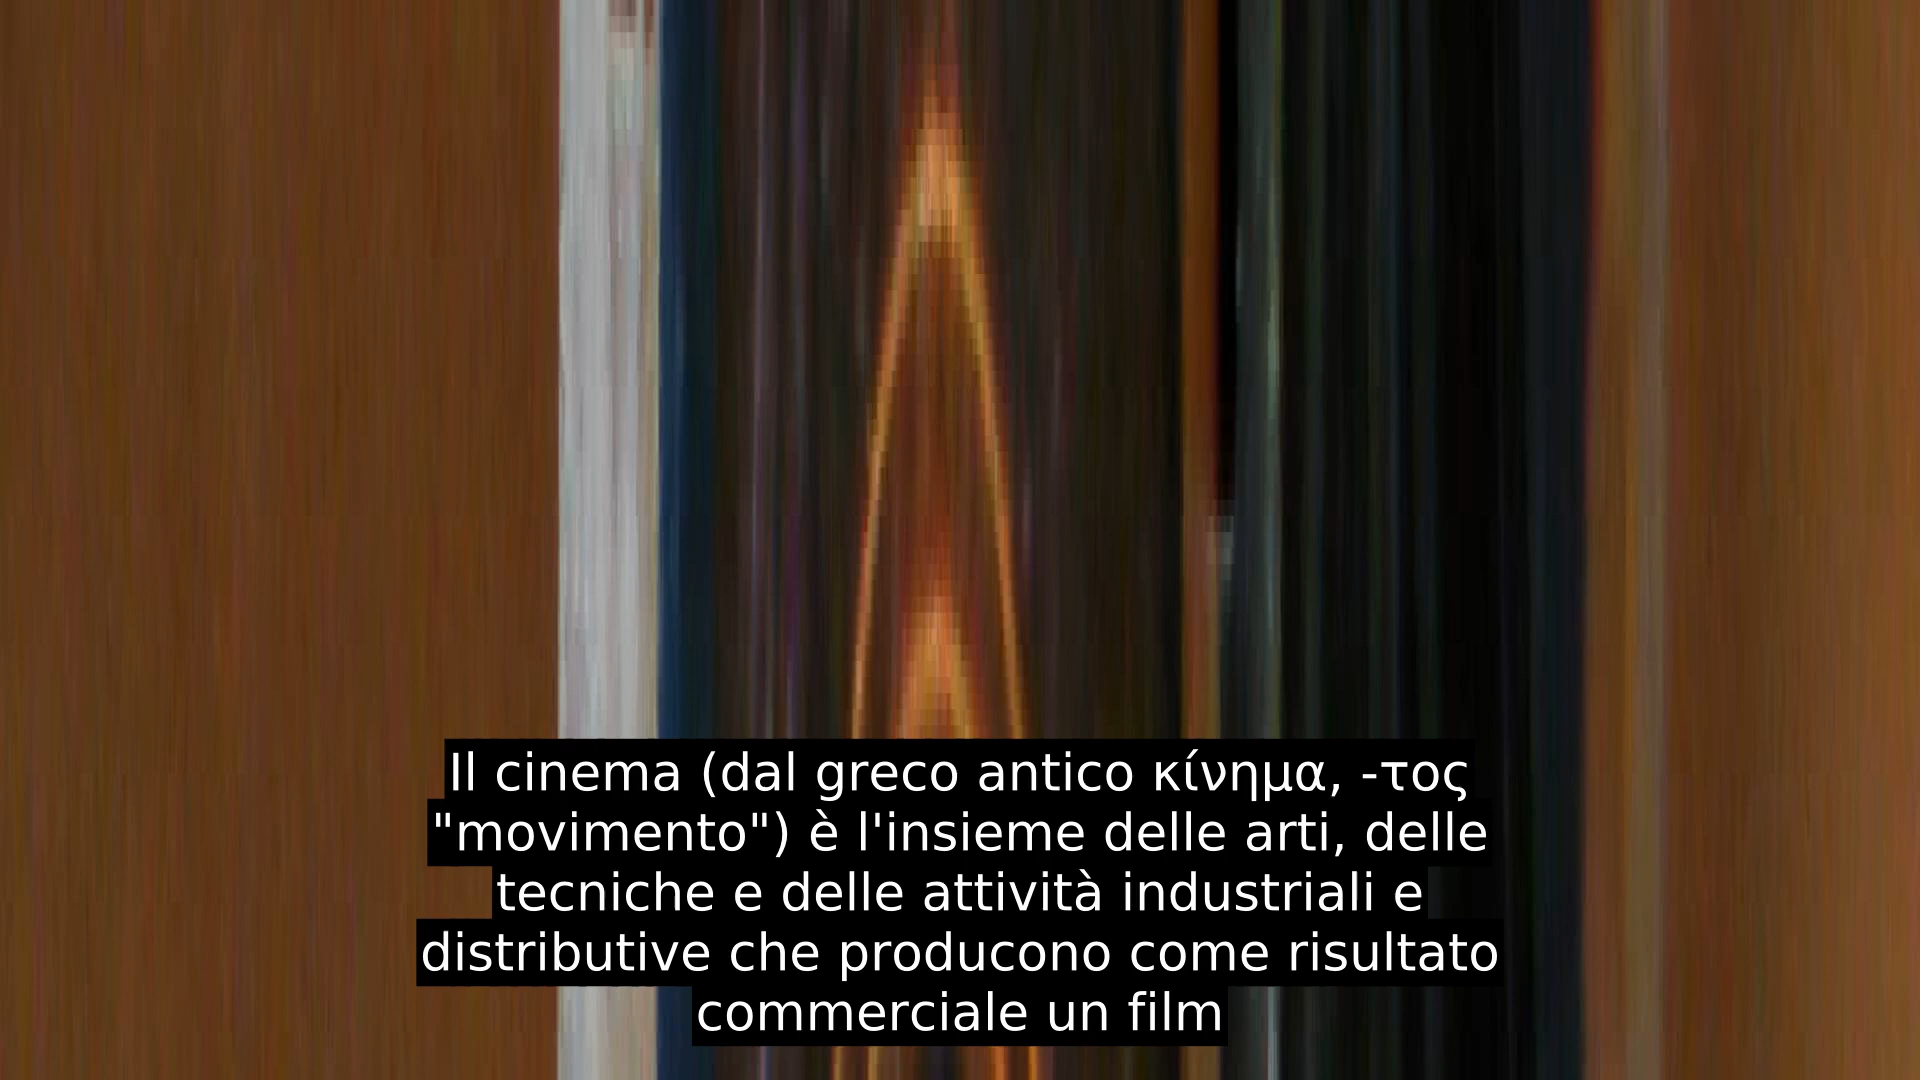 Il cinema (dal greco antico κίνημα, -τος
"movimento") è l'insieme delle arti, delle
tecniche e delle attività industriali e
distributive che producono come risultato
commerciale un film